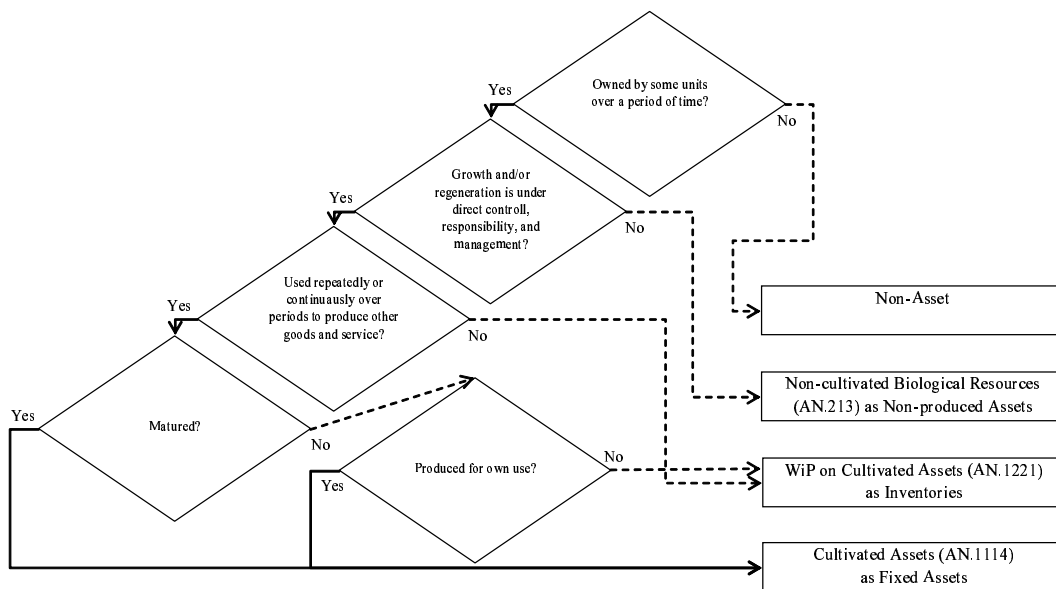 Owned by some units
over a period of time?
Yes
No
Growth and/or
regeneration is under
direct controll,
responsibility, and
management?
Yes
No
Used repeatedly or
continuously over
periods to produce other
goods and service?
Yes
No
Matured?
Yes
No
Produced for own use?
Yes
No
Non-Asset
Non-cultivated Biological Resources
(AN.213) as Non-produced Assets
WiP on Cultivated Assets (AN.1221)
as Inventories
Cultivated Assets (AN.1114)
as Fixed Assets